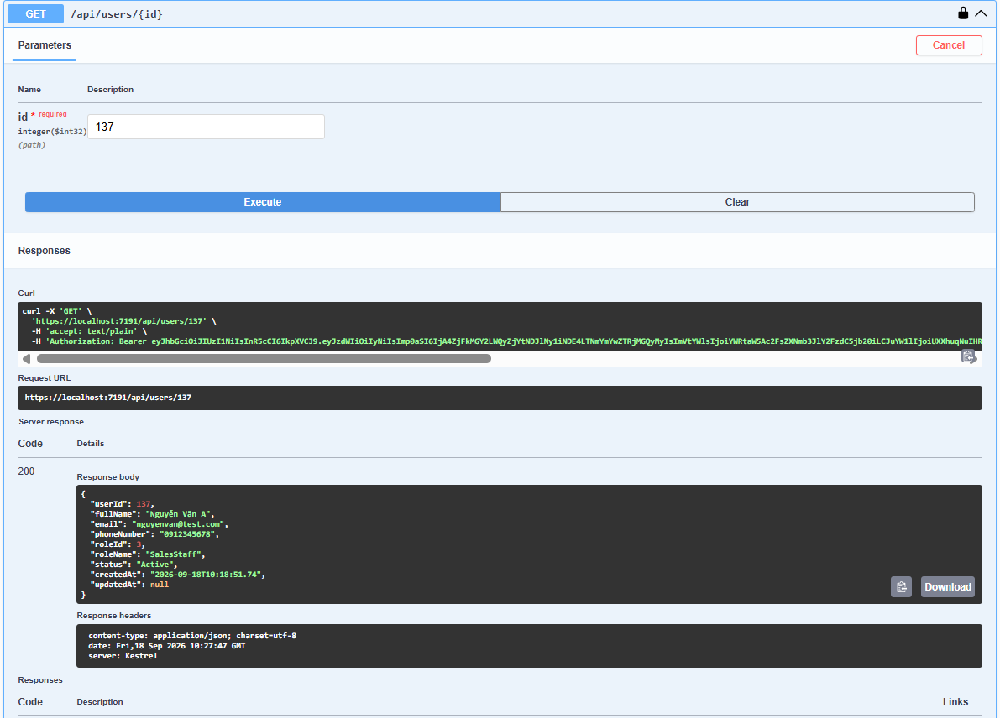 GET /api/users/{id}
Parameters
Cancel
Name Description
id * required
integer($int32)
(path)
137
Execute Clear
Responses
Curl
curl -X 'GET' \
'https://localhost:7191/api/users/137' \
-H 'accept: text/plain' \
-H 'Authorization: Bearer
Request URL
https://localhost:7191/api/users/137
Server response
Code Details
200
Response body
{
"userId": 137,
"fullName": "Nguyễn Văn A",
"email": "nguyenvan@test.com",
"phoneNumber": "0912345678",
"roleId": 3,
"roleName": "SalesStaff",
"status": "Active",
"createdAt": "2026-09-18T10:18:51.74",
"updatedAt": null
}
Download
Response headers
content-type: application/json; charset=utf-8
date: Fri,18 Sep 2026 10:27:47 GMT
server: Kestrel
Responses
Code Description Links